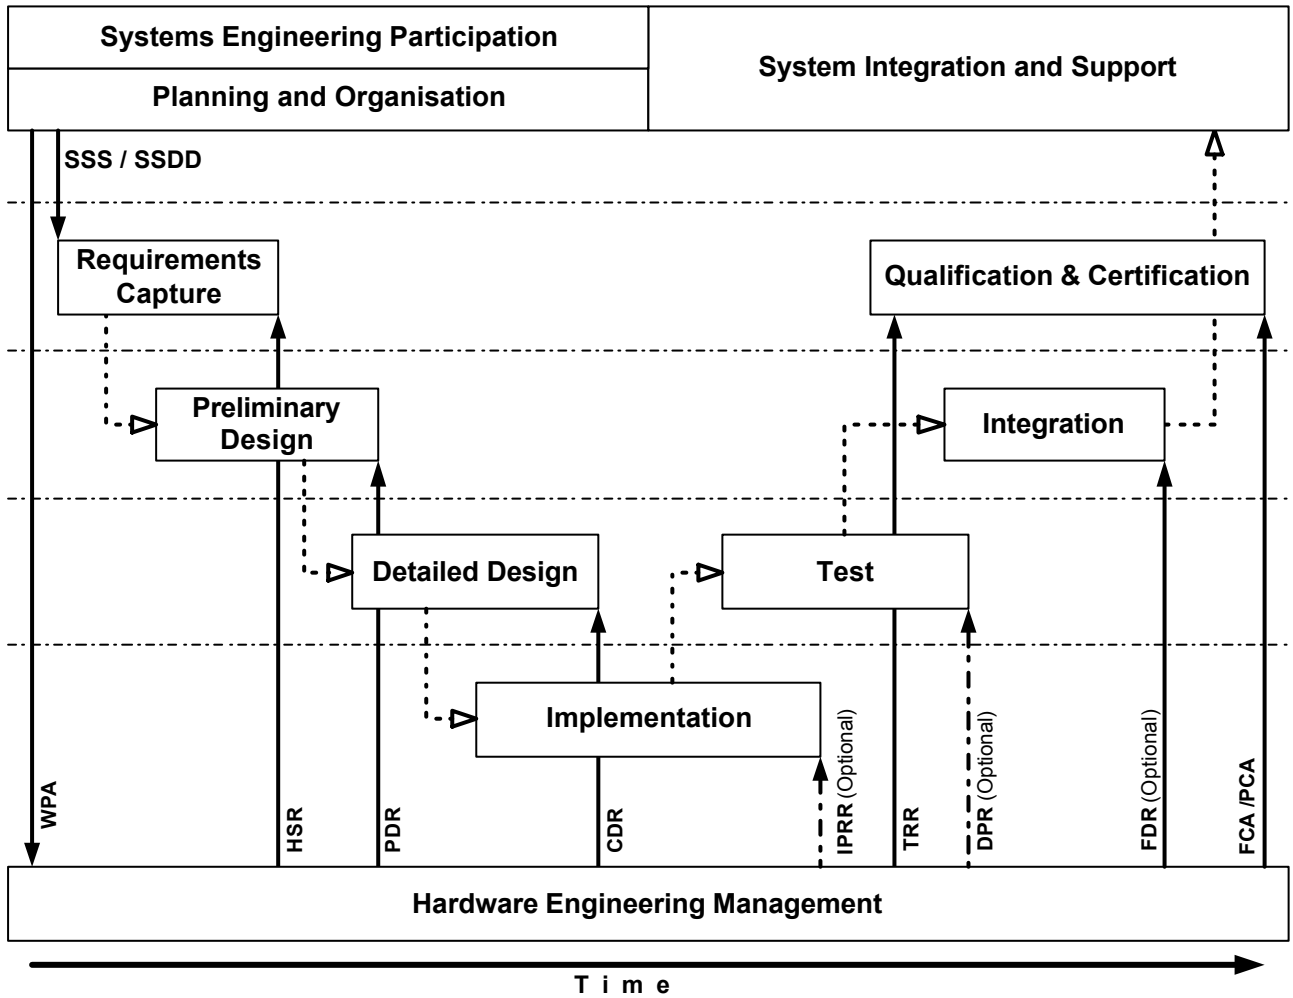 Systems Engineering Participation
Planning and Organisation
System Integration and Support
SSS / SSDD
Requirements
Capture
Qualification & Certification
Preliminary
Design
Integration
Detailed Design
Test
Implementation
WPA
HSR
PDR
CDR
IPRR (Optional)
TRR
DPR (Optional)
FDR (Optional)
FCA /PCA
Hardware Engineering Management
T i m e